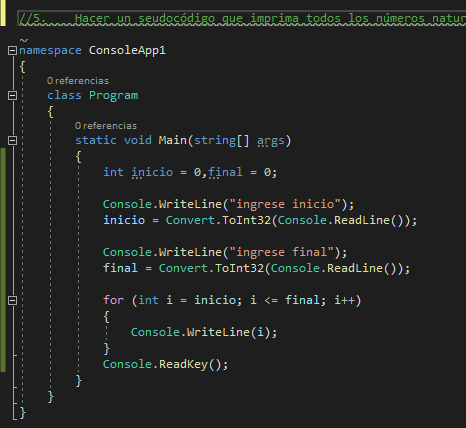 //5. Hacer un seudocódigo que imprima todos los números
namespace ConsoleApp1
{
0 referencias
class Program
{
0 referencias
static void Main(string[] args)
{
int inicio = 0,final = 0;
Console.WriteLine("ingrese inicio");
inicio = Convert.ToInt32(Console.ReadLine());
Console.WriteLine("ingrese final");
final = Convert.ToInt32(Console.ReadLine());
for (int i = inicio; i <= final; i++)
{
Console.WriteLine(i);
}
Console.ReadKey();
}
}
}